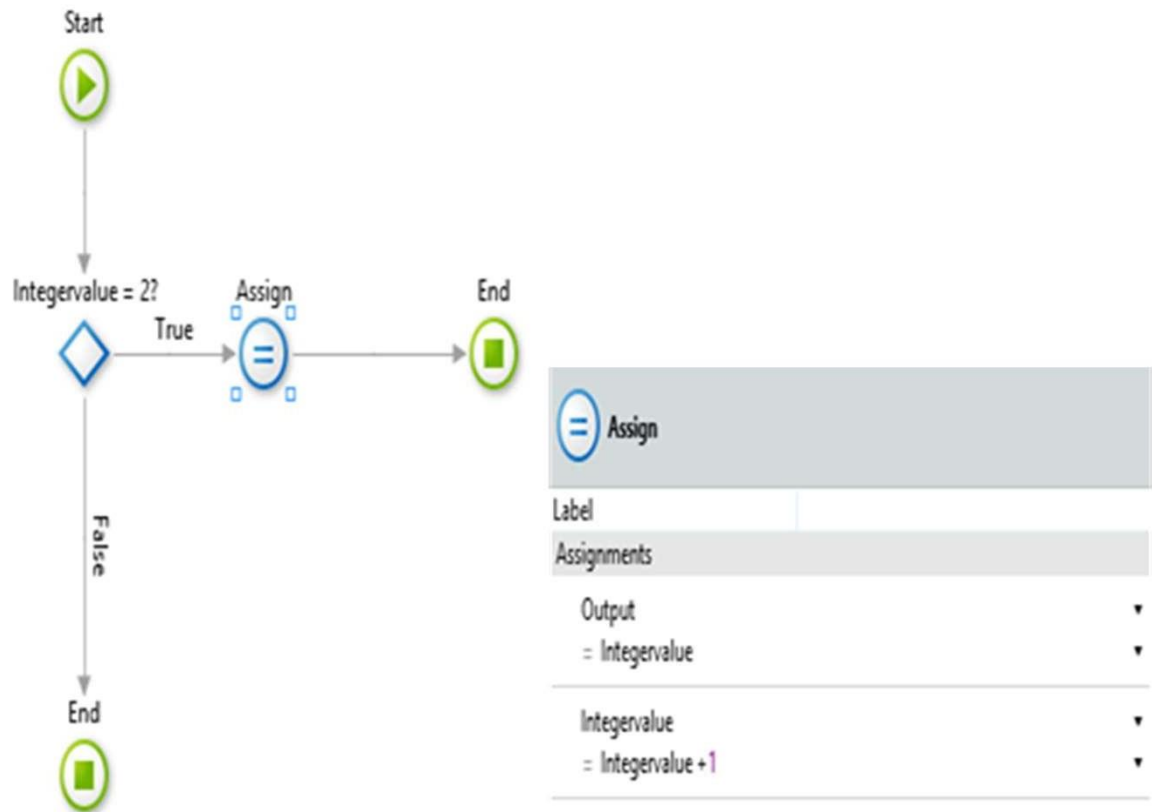 Start
Integervalue = 2?
True
Assign
End
False
End
Assign
Label
Assignments
Output
= Integervalue
Integervalue
= Integervalue +1